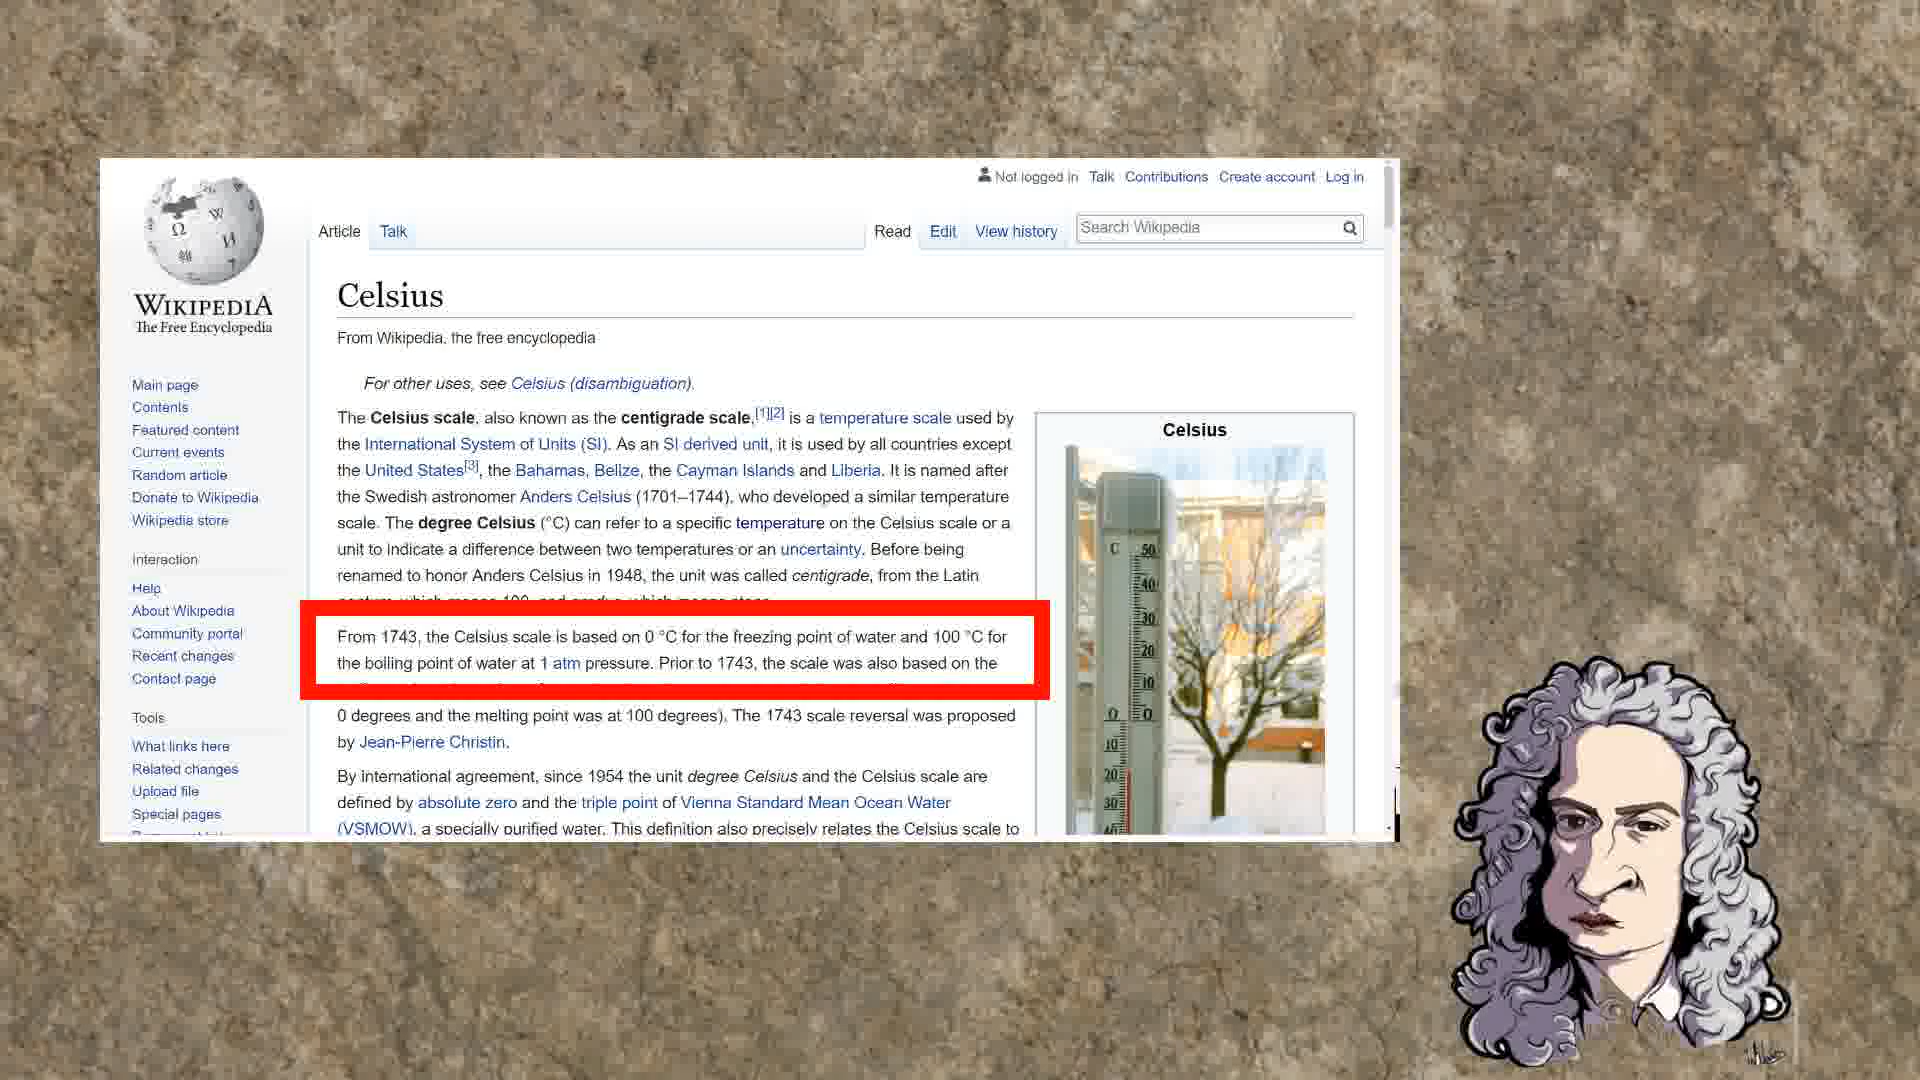 Not logged in Talk Contributions Create account Log in
Article Talk Read Edit View history Search Wikipedia
WIKIPEDIA
The Free Encyclopedia
Main page
Contents
Featured content
Current events
Random article
Donate to Wikipedia
Wikipedia store
Interaction
Help
About Wikipedia
Community portal
Recent changes
Contact page
Tools
What links here
Related changes
Upload file
Special pages
Celsius
From Wikipedia, the free encyclopedia
For other uses, see Celsius (disambiguation).
The Celsius scale, also known as the centigrade scale,[1][2] is a temperature scale used by
the International System of Units (SI). As an SI derived unit, it is used by all countries except
the United States[3], the Bahamas, Belize, the Cayman Islands and Liberia. It is named after
the Swedish astronomer Anders Celsius (1701–1744), who developed a similar temperature
scale. The degree Celsius (°C) can refer to a specific temperature on the Celsius scale or a
unit to indicate a difference between two temperatures or an uncertainty. Before being
renamed to honor Anders Celsius in 1948, the unit was called centigrade, from the Latin
From 1743, the Celsius scale is based on 0 °C for the freezing point of water and 100 °C for
the boiling point of water at 1 atm pressure. Prior to 1743, the scale was also based on the
0 degrees and the melting point was at 100 degrees). The 1743 scale reversal was proposed
by Jean-Pierre Christin.
By international agreement, since 1954 the unit degree Celsius and the Celsius scale are
defined by absolute zero and the triple point of Vienna Standard Mean Ocean Water
(VSMOW), a specially purified water. This definition also precisely relates the Celsius scale to
Celsius
C 50
40
30
20
10
0 0
10
20
30